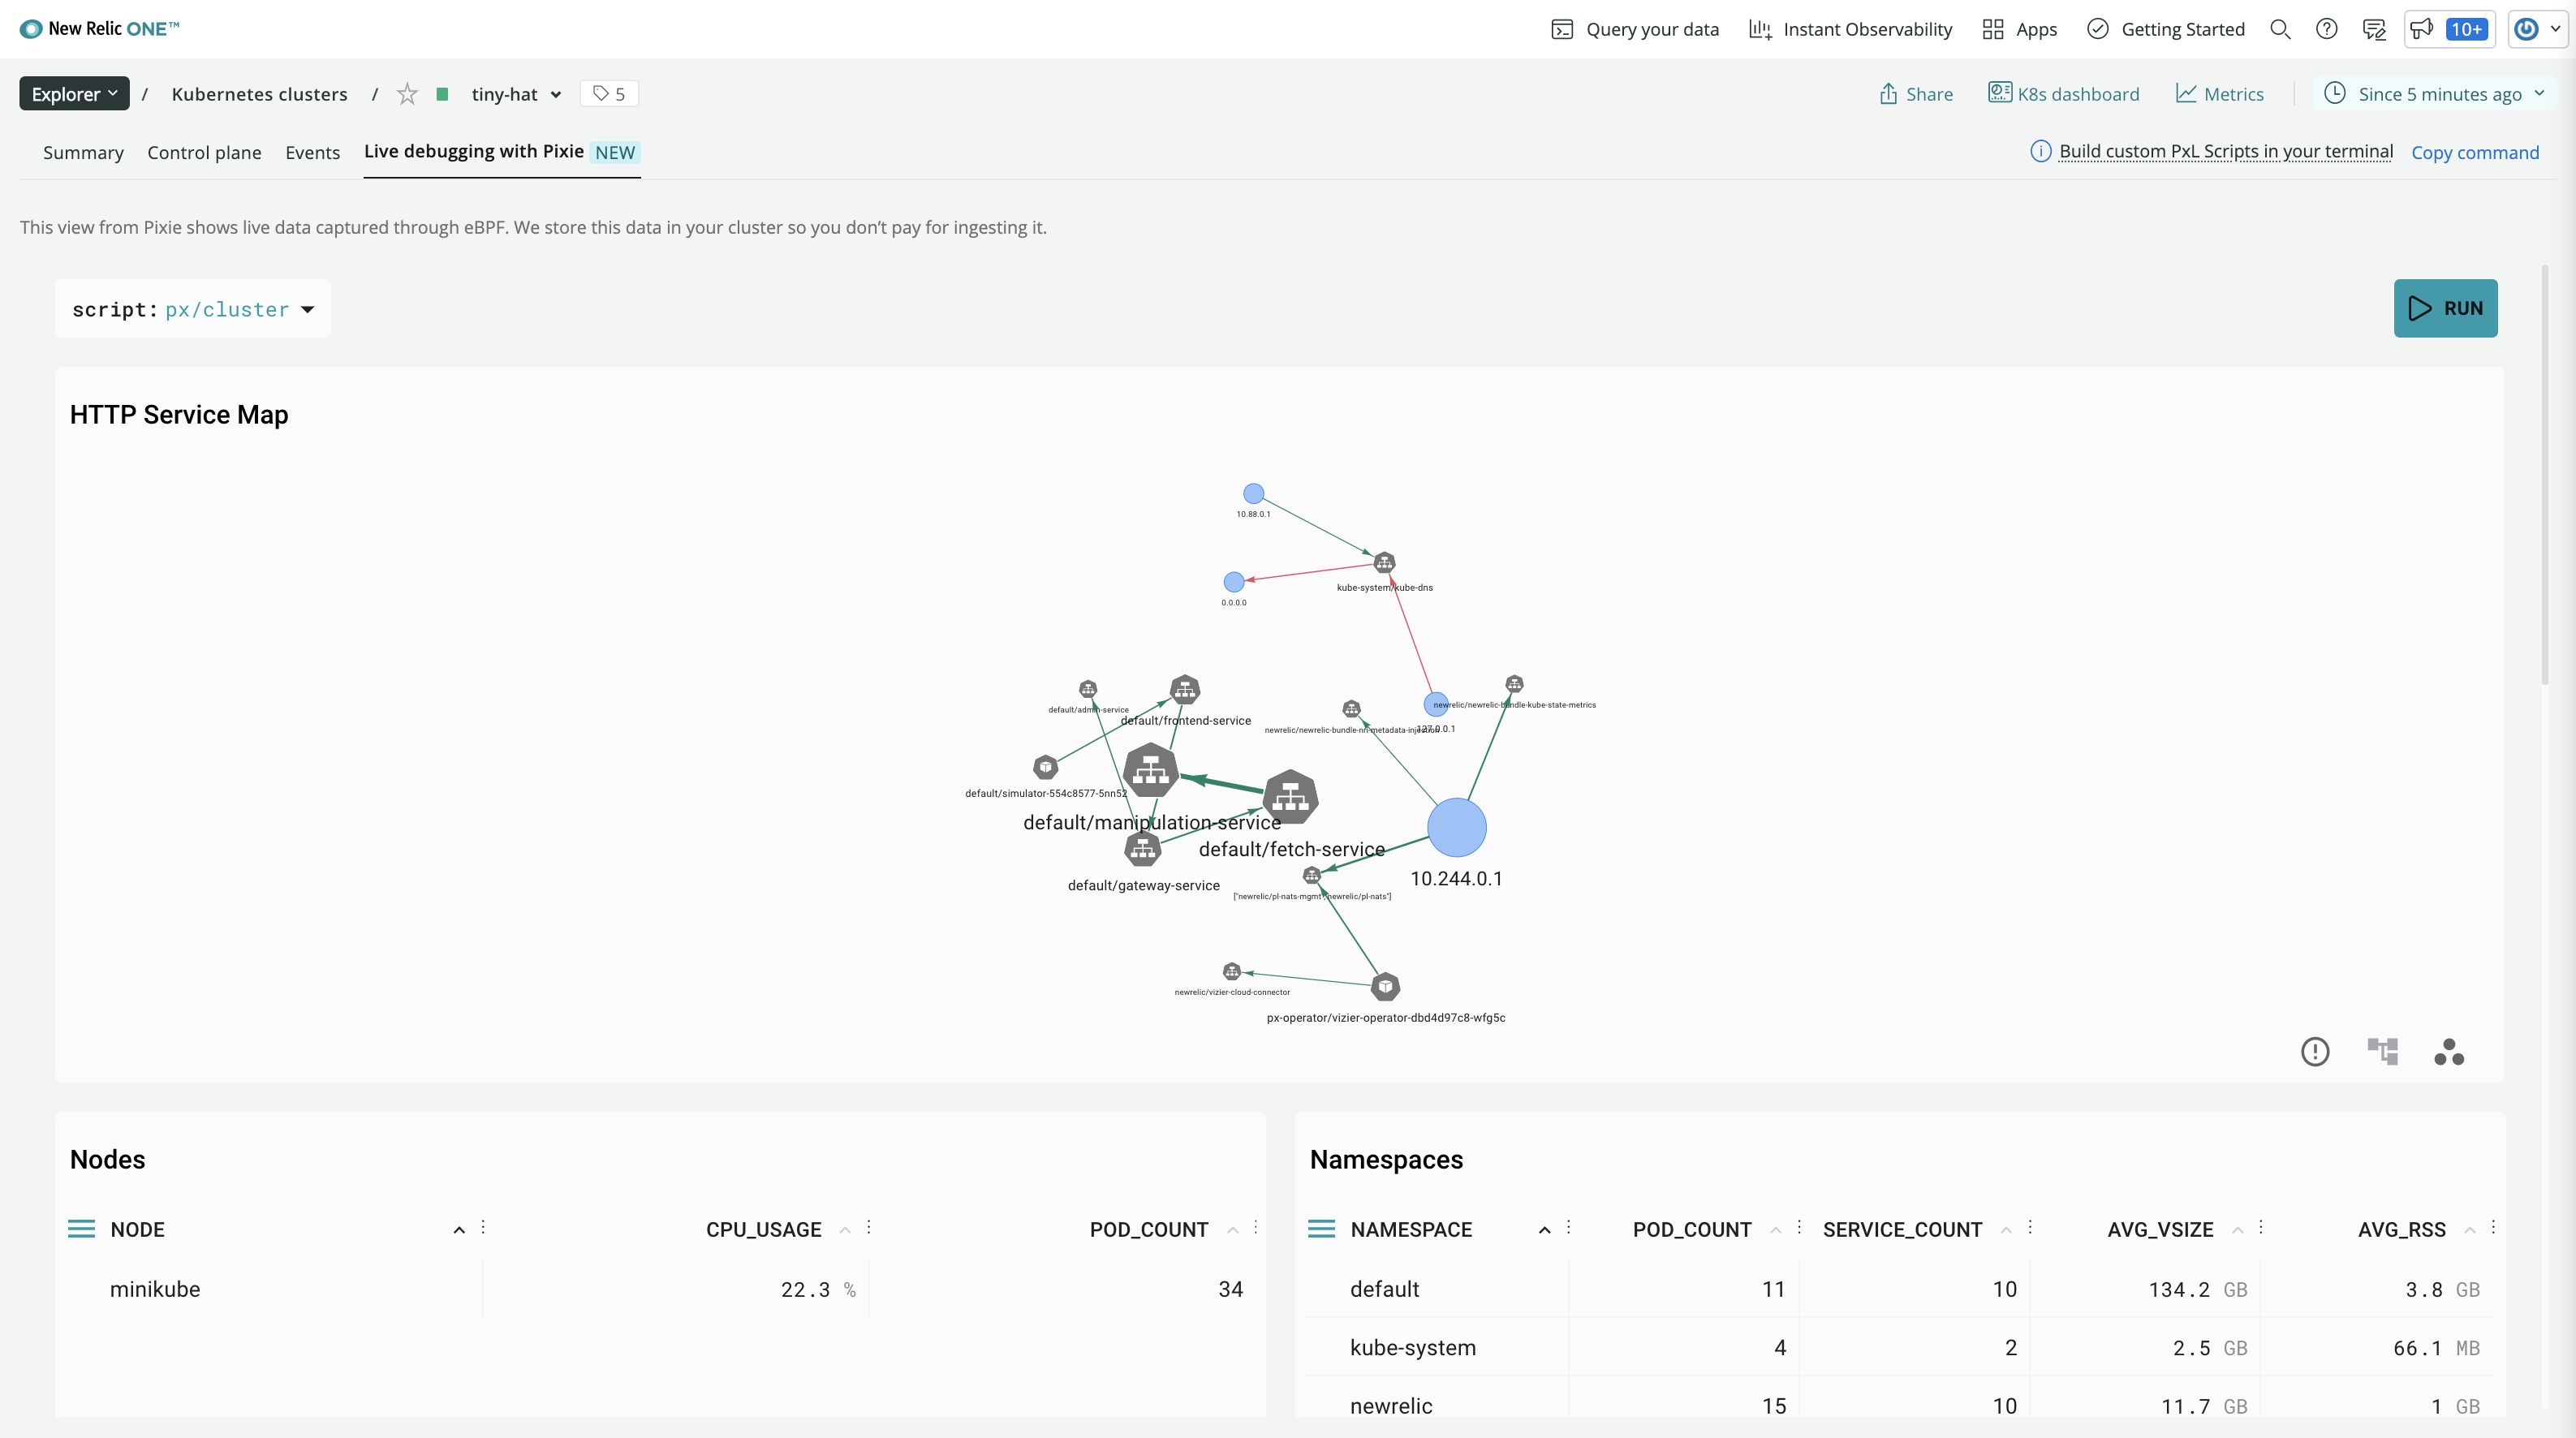 New Relic ONE™
Query your data
Instant Observability
Apps
Getting Started
10+
Explorer / Kubernetes clusters / tiny-hat 5
Share
K8s dashboard
Metrics
Since 5 minutes ago
Summary
Control plane
Events
Live debugging with Pixie NEW
Build custom PxL Scripts in your terminal
Copy command
This view from Pixie shows live data captured through eBPF. We store this data in your cluster so you don’t pay for ingesting it.
script: px/cluster
RUN
HTTP Service Map
10.88.0.1
kube-system/kube-dns
0.0.0.0
newrelic/newrelic-bundle-kube-state-metrics
default/admin-service
default/frontend-service
newrelic/newrelic-bundle-nri-metadata-injection
127.0.0.1
default/simulator-554c8577-5nn52
default/manipulation-service
default/fetch-service
10.244.0.1
default/gateway-service
["newrelic/pl-nats-mgmt","newrelic/pl-nats"]
newrelic/vizier-cloud-connector
px-operator/vizier-operator-dbd4d97c8-wfg5c
Nodes
NODE CPU_USAGE POD_COUNT
minikube 22.3 % 34
Namespaces
NAMESPACE POD_COUNT SERVICE_COUNT AVG_VSIZE AVG_RSS
default 11 10 134.2 GB 3.8 GB
kube-system 4 2 2.5 GB 66.1 MB
newrelic 15 10 11.7 GB 1 GB